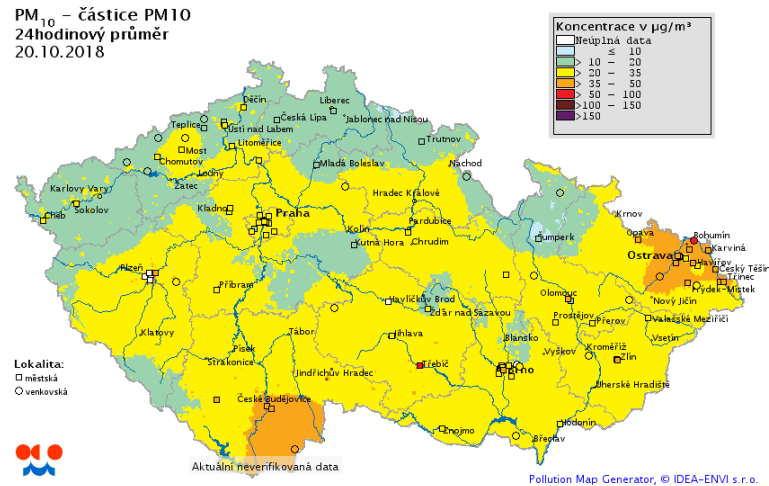 PM10 – částice PM10
24hodinový průměr
20.10.2018
Koncentrace v µg/m³
Neúplná data
≤ 10
> 10 - 20
> 20 - 35
> 35 - 50
> 50 - 100
>100 - 150
>150
Děčín
Liberec
Teplice
Ústí nad Labem
Česká Lípa
Jablonec nad Nisou
Most
Litoměřice
Trutnov
Chomutov
Mladá Boleslav
Náchod
Louny
Karlovy Vary
Žatec
Sokolov
Hradec Králové
Cheb
Kladno
Praha
Pardubice
Krnov
Kolín
Opava
Bohumín
Kutná Hora
Chrudim
Šumperk
Karviná
Ostrava
Havířov
Plzeň
Český Těšín
Třinec
Příbram
Frýdek-Místek
Olomouc
Havlíčkův Brod
Nový Jičín
Žďár nad Sázavou
Prostějov
Přerov
Valašské Meziříčí
Klatovy
Tábor
Jihlava
Blansko
Vsetín
Písek
Kroměříž
Vyškov
Zlín
Strakonice
Třebíč
Brno
Jindřichův Hradec
Uherské Hradiště
České Budějovice
Hodonín
Znojmo
Břeclav
Lokalita:
městská
venkovská
Aktuální neverifikovaná data
Pollution Map Generator, © IDEA-ENVI s.r.o.